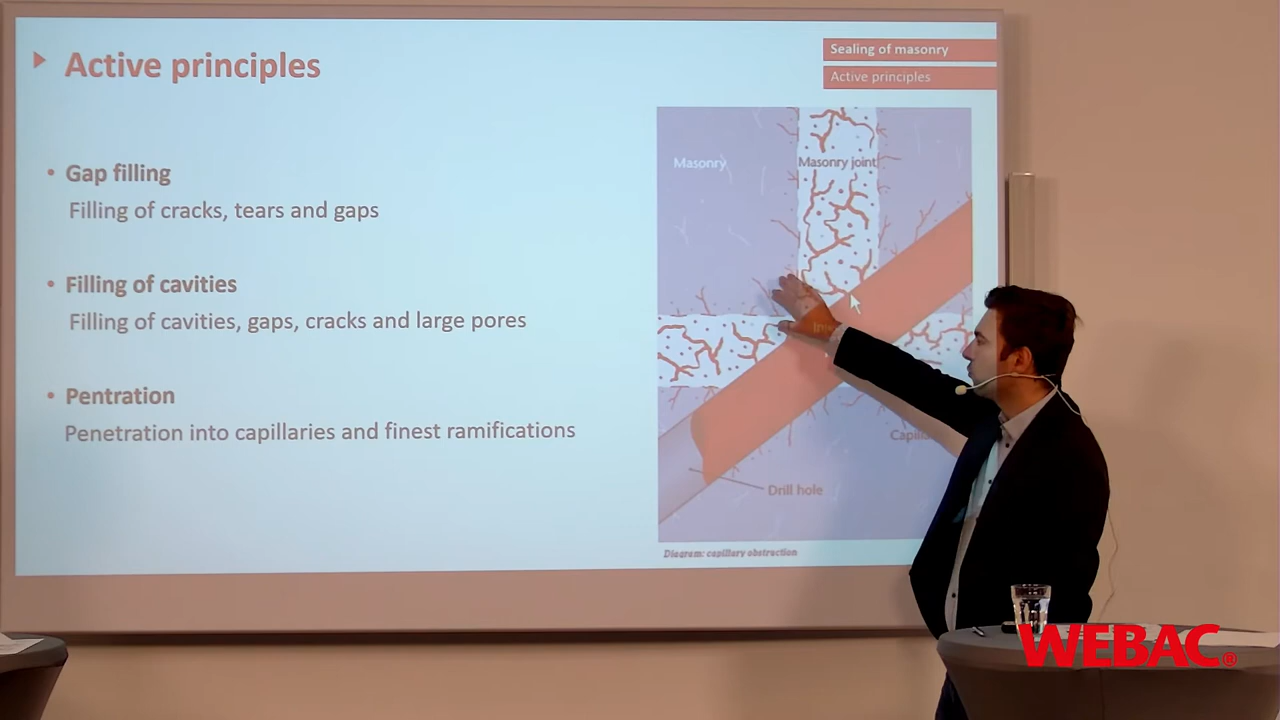 Active principles
Sealing of masonry
Active principles
• Gap filling
Filling of cracks, tears and gaps
• Filling of cavities
Filling of cavities, gaps, cracks and large pores
• Pentration
Penetration into capillaries and finest ramifications
Masonry
Masonry joint
Drill hole
Diagram: capillary obstruction
WEBAC®